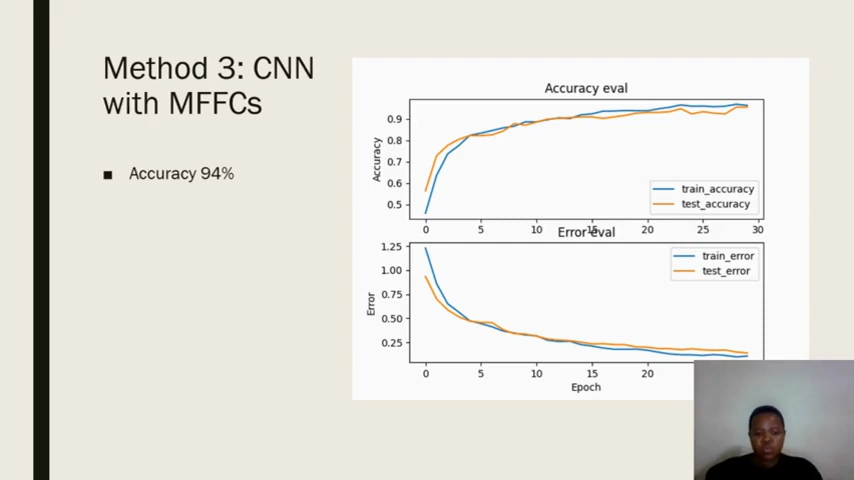 Method 3: CNN
with MFFCs
■ Accuracy 94%
Accuracy eval
Accuracy
0.9
0.8
0.7
0.6
0.5
train_accuracy
test_accuracy
0 5 10 15 20 25 30
Error eval
Error
1.25
1.00
0.75
0.50
0.25
train_error
test_error
0 5 10 15 20
Epoch